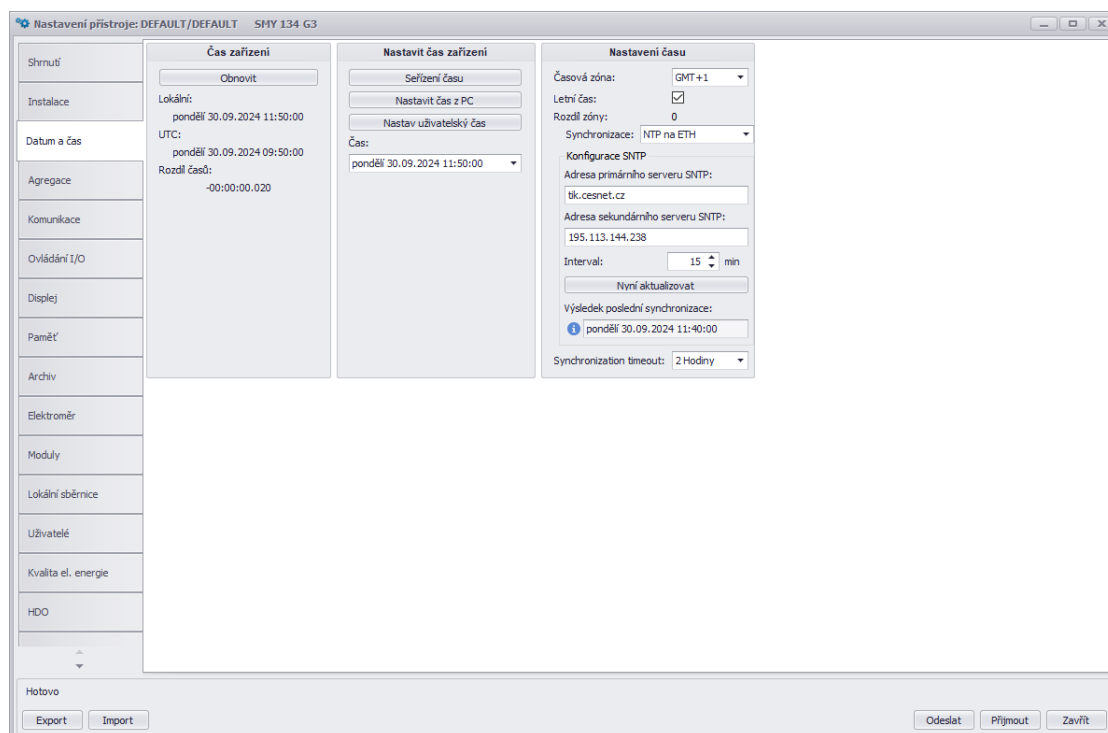 Nastavení přístroje: DEFAULT/DEFAULT SMY 134 G3
Shrnutí
Instalace
Datum a čas
Agregace
Komunikace
Ovládání I/O
Displej
Paměť
Archiv
Elektroměr
Moduly
Lokální sběrnice
Uživatelé
Kvalita el. energie
HDO
Čas zařízení
Obnovit
Lokální:
pondělí 30.09.2024 11:50:00
UTC:
pondělí 30.09.2024 09:50:00
Rozdíl časů:
-00:00:00.020
Nastavit čas zařízení
Seřízení času
Nastavit čas z PC
Nastav uživatelský čas
Čas:
pondělí 30.09.2024 11:50:00
Nastavení času
Časová zóna: GMT+1
Letní čas:
Rozdíl zóny: 0
Synchronizace: NTP na ETH
Konfigurace SNTP
Adresa primárního serveru SNTP:
tik.cesnet.cz
Adresa sekundárního serveru SNTP:
195.113.144.238
Interval: 15 min
Nyní aktualizovat
Výsledek poslední synchronizace:
pondělí 30.09.2024 11:40:00
Synchronization timeout: 2 Hodiny
Hotovo
Export Import Odeslat Přijmout Zavřít